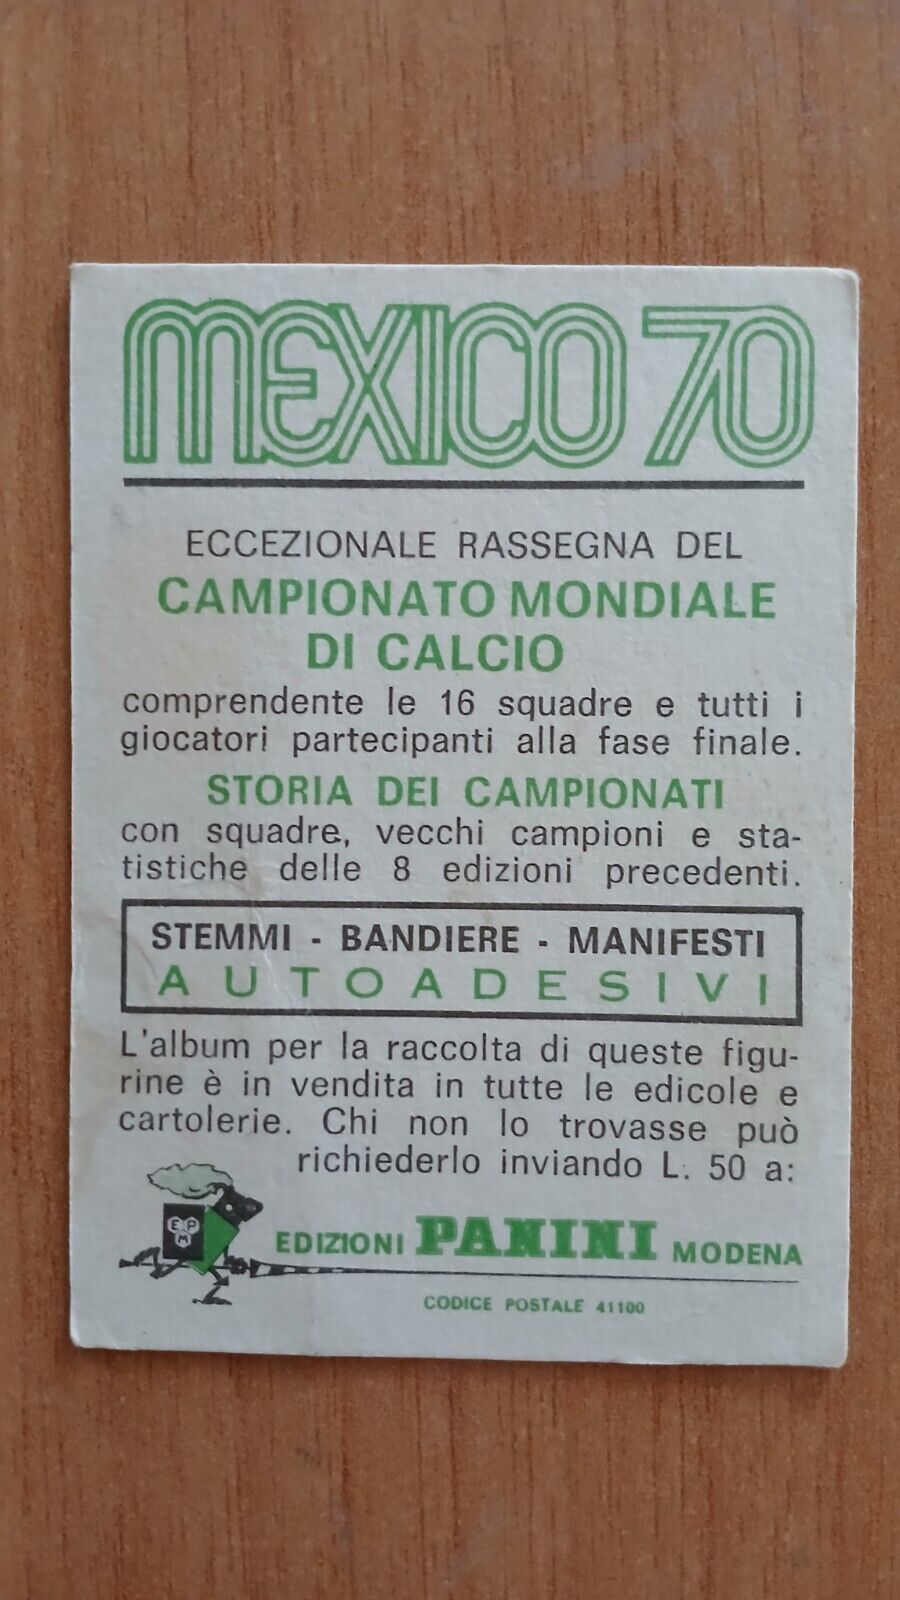 MEXICO 70
ECCEZIONALE RASSEGNA DEL
CAMPIONATO MONDIALE
DI CALCIO
comprendente le 16 squadre e tutti i
giocatori partecipanti alla fase finale.
STORIA DEI CAMPIONATI
con squadre, vecchi campioni e sta-
tistiche delle 8 edizioni precedenti.
STEMMI - BANDIERE - MANIFESTI
AUTOADESIVI
L'album per la raccolta di queste figu-
rine è in vendita in tutte le edicole e
cartolerie. Chi non lo trovasse può
richiederlo inviando L. 50 a:
EPM
EDIZIONI PANINI MODENA
CODICE POSTALE 41100